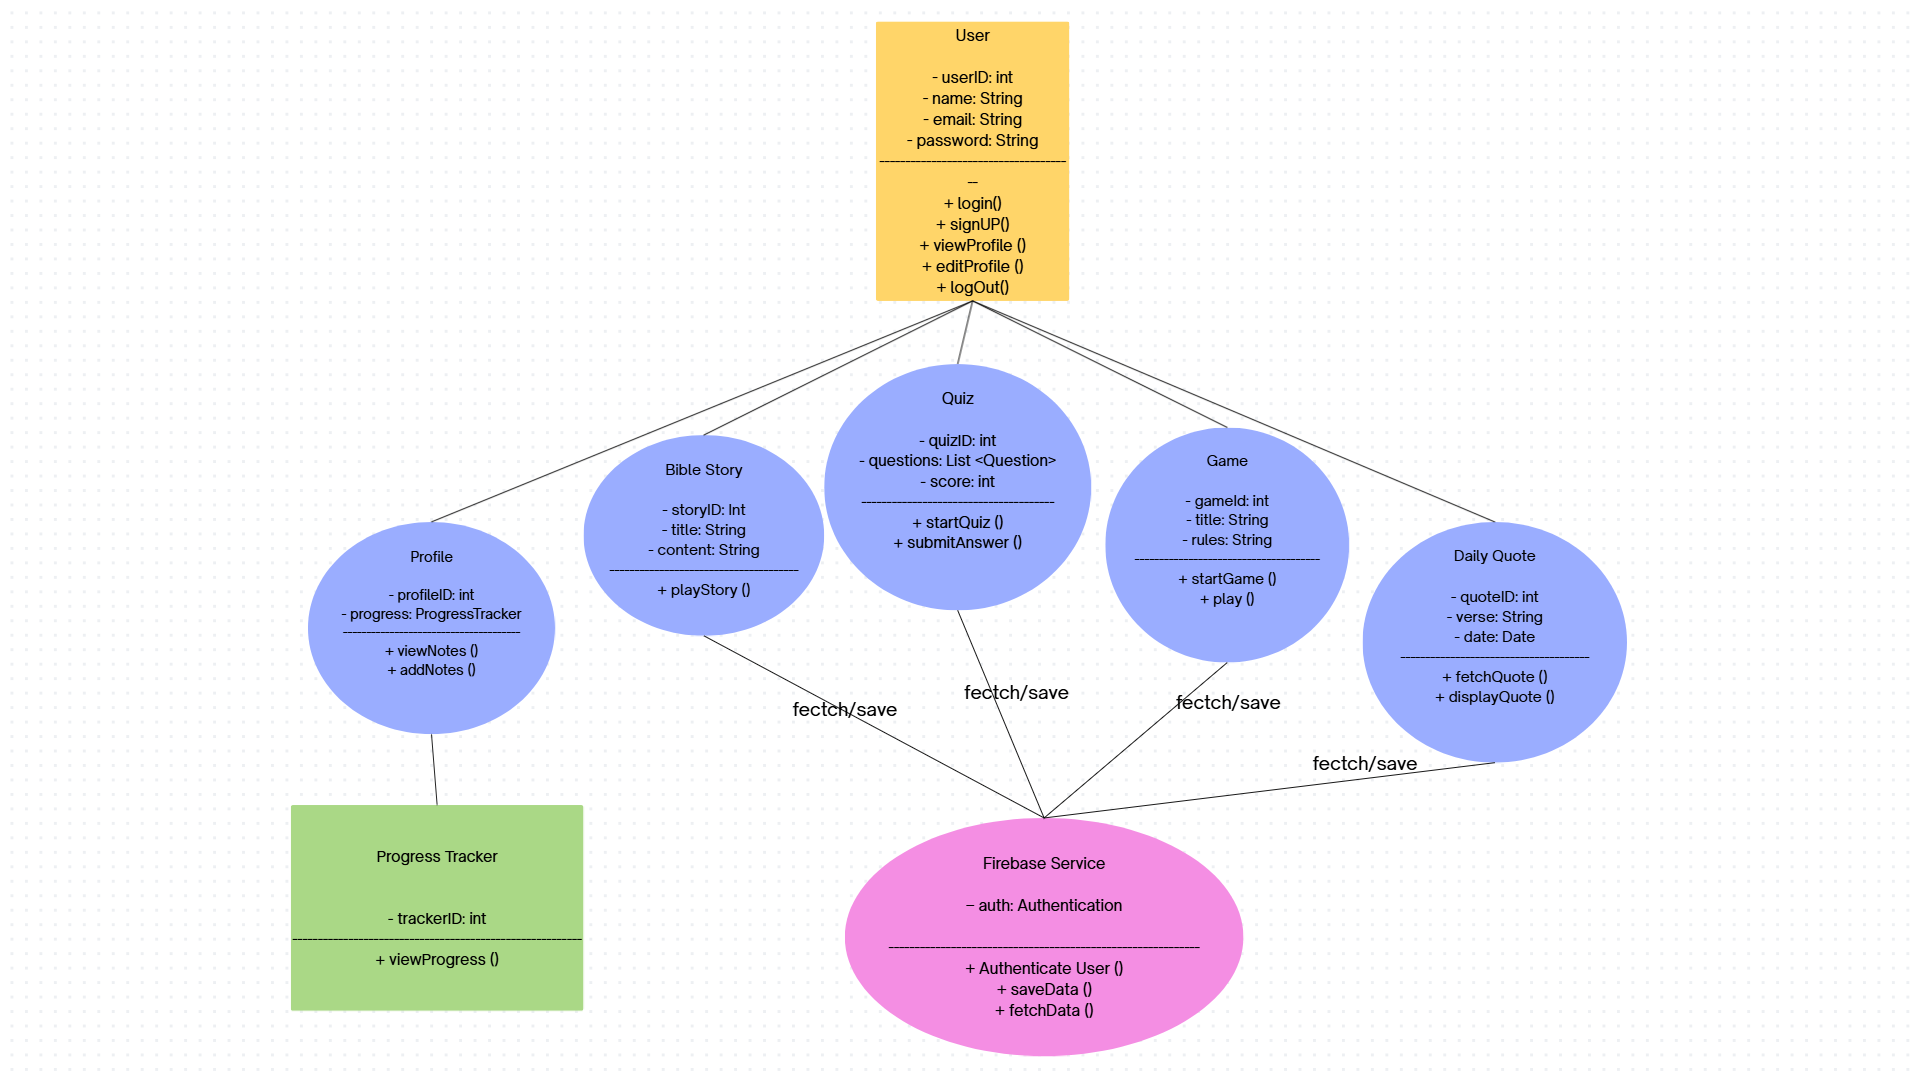 User
- userID: int
- name: String
- email: String
- password: String
------------------------------------
--
+ login()
+ signUP()
+ viewProfile ()
+ editProfile ()
+ logOut()
Quiz
- quizID: int
- questions: List <Question>
- score: int
-------------------------------------
+ startQuiz ()
+ submitAnswer ()
Bible Story
- storyID: Int
- title: String
- content: String
-------------------------------------
+ playStory ()
Game
- gameId: int
- title: String
- rules: String
-------------------------------------
+ startGame ()
+ play ()
Profile
- profileID: int
- progress: ProgressTracker
-------------------------------------
+ viewNotes ()
+ addNotes ()
Daily Quote
- quoteID: int
- verse: String
- date: Date
-------------------------------------
+ fetchQuote ()
+ displayQuote ()
fectch/save
fectch/save
fectch/save
fectch/save
Progress Tracker
- trackerID: int
--------------------------------------------------------
+ viewProgress ()
Firebase Service
– auth: Authentication
------------------------------------------------------------
+ Authenticate User ()
+ saveData ()
+ fetchData ()